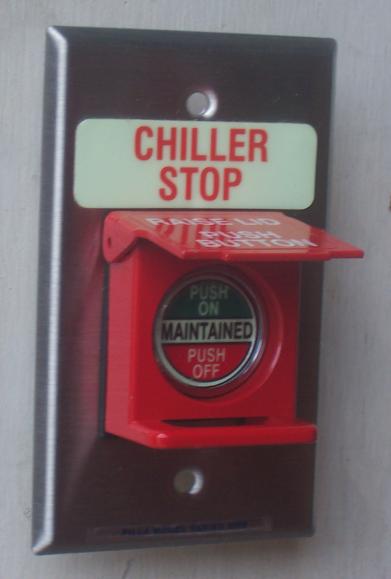 CHILLER
STOP
RAISE LID
PUSH
BUTTON
PUSH
ON
MAINTAINED
PUSH
OFF